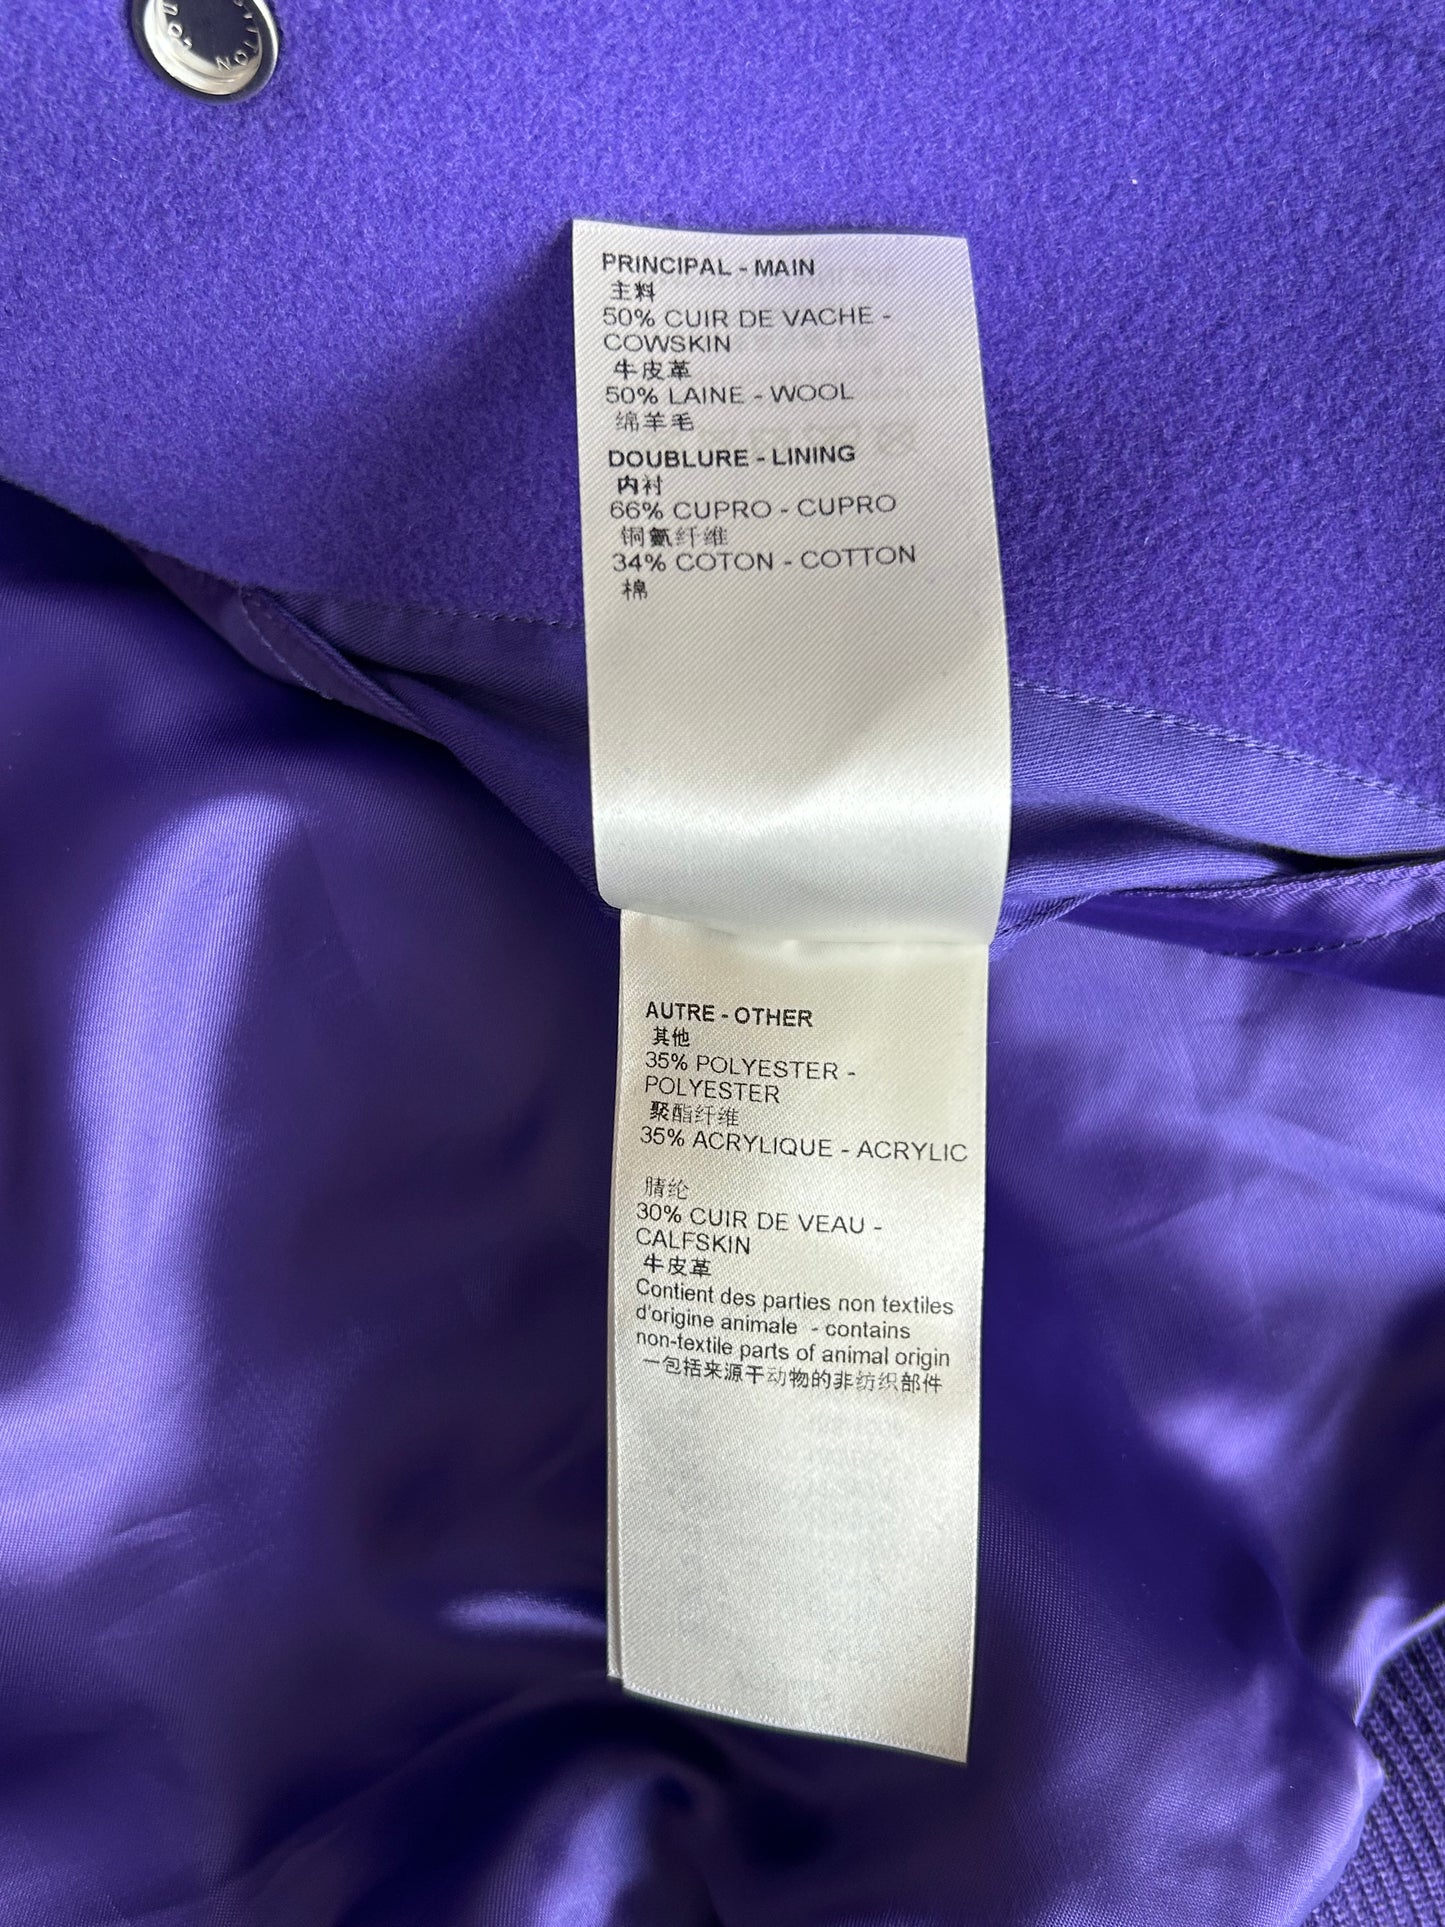 PRINCIPAL - MAIN
主料
50% CUIR DE VACHE -
COWSKIN
牛皮革
50% LAINE - WOOL
绵羊毛
DOUBLURE - LINING
内衬
66% CUPRO - CUPRO
铜氨纤维
34% COTON - COTTON
棉
AUTRE - OTHER
其他
35% POLYESTER -
POLYESTER
聚酯纤维
35% ACRYLIQUE - ACRYLIC
腈纶
30% CUIR DE VEAU -
CALFSKIN
牛皮革
Contient des parties non textiles
d'origine animale - contains
non-textile parts of animal origin
一包括来源于动物的非纺织部件